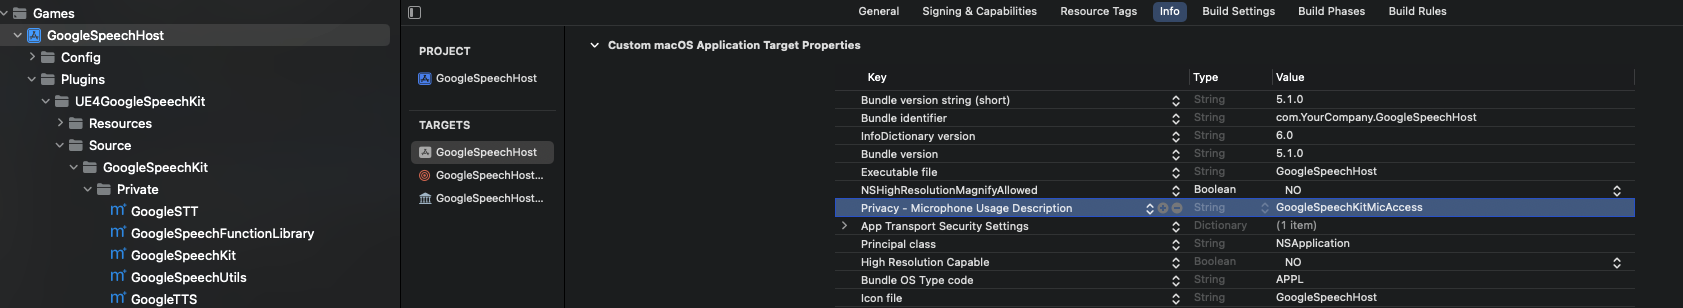 Games
GoogleSpeechHost
Config
Plugins
UE4GoogleSpeechKit
Resources
Source
GoogleSpeechKit
Private
GoogleSTT
GoogleSpeechFunctionLibrary
GoogleSpeechKit
GoogleSpeechUtils
GoogleTTS
PROJECT
GoogleSpeechHost
TARGETS
GoogleSpeechHost
GoogleSpeechHost...
GoogleSpeechHost...
General Signing & Capabilities Resource Tags Info Build Settings Build Phases Build Rules
Custom macOS Application Target Properties
Key Type Value
Bundle version string (short) String 5.1.0
Bundle identifier String com.YourCompany.GoogleSpeechHost
InfoDictionary version String 6.0
Bundle version String 5.1.0
Executable file String GoogleSpeechHost
NSHighResolutionMagnifyAllowed Boolean NO
Privacy - Microphone Usage Description String GoogleSpeechKitMicAccess
App Transport Security Settings Dictionary (1 item)
Principal class String NSApplication
High Resolution Capable Boolean NO
Bundle OS Type code String APPL
Icon file String GoogleSpeechHost